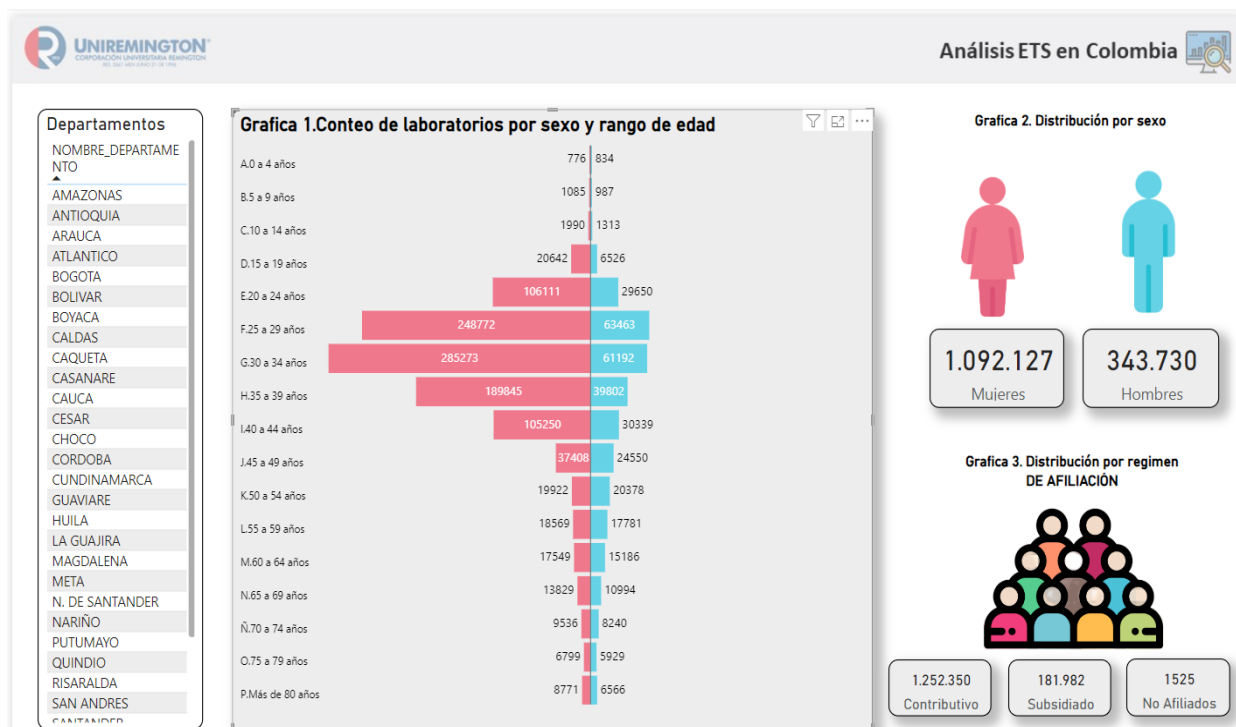 UNIREMINGTON®
CORPORACIÓN UNIVERSITARIA REMINGTON
Análisis ETS en Colombia
Departamentos
NOMBRE_DEPARTAME
NTO
AMAZONAS
ANTIOQUIA
ARAUCA
ATLANTICO
BOGOTA
BOLIVAR
BOYACA
CALDAS
CAQUETA
CASANARE
CAUCA
CESAR
CHOCO
CORDOBA
CUNDINAMARCA
GUAVIARE
HUILA
LA GUAJIRA
MAGDALENA
META
N. DE SANTANDER
NARIÑO
PUTUMAYO
QUINDIO
RISARALDA
SAN ANDRES
SANTANDER
Grafica 1.Conteo de laboratorios por sexo y rango de edad
A.0 a 4 años 776 834
B.5 a 9 años 1085 987
C.10 a 14 años 1990 1313
D.15 a 19 años 20642 6526
E.20 a 24 años 106111 29650
F.25 a 29 años 248772 63463
G.30 a 34 años 285273 61192
H.35 a 39 años 189845 39802
I.40 a 44 años 105250 30339
J.45 a 49 años 37408 24550
K.50 a 54 años 19922 20378
L.55 a 59 años 18569 17781
M.60 a 64 años 17549 15186
N.65 a 69 años 13829 10994
Ñ.70 a 74 años 9536 8240
O.75 a 79 años 6799 5929
P.Más de 80 años 8771 6566
Grafica 2. Distribución por sexo
1.092.127 343.730
Mujeres Hombres
Grafica 3. Distribución por regimen
DE AFILIACIÓN
1.252.350 181.982 1525
Contributivo Subsidiado No Afiliados